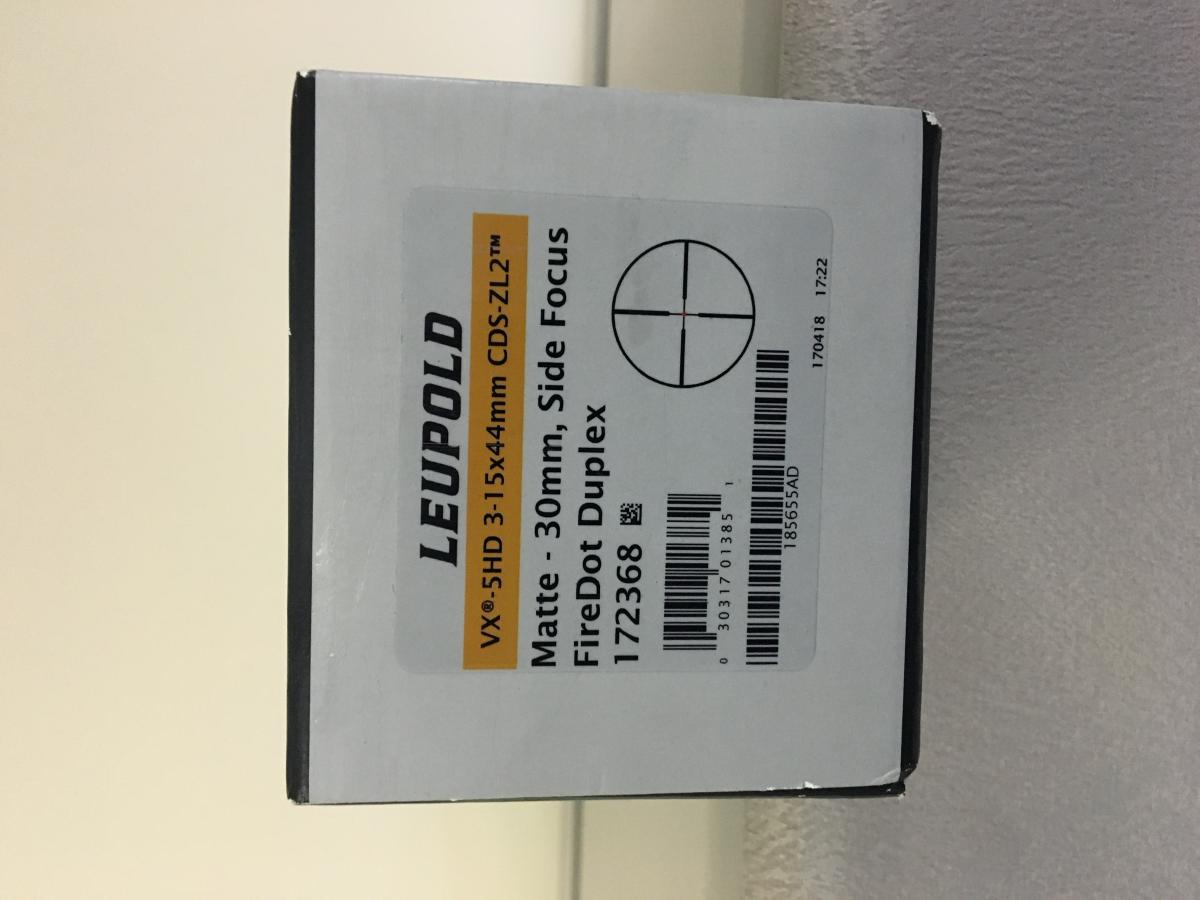 LEUPOLD
VX®-5HD 3-15x44mm CDS-ZL2™
Matte - 30mm, Side Focus
FireDot Duplex
172368
0 30317 01385 1
185655AD
170418 17:22